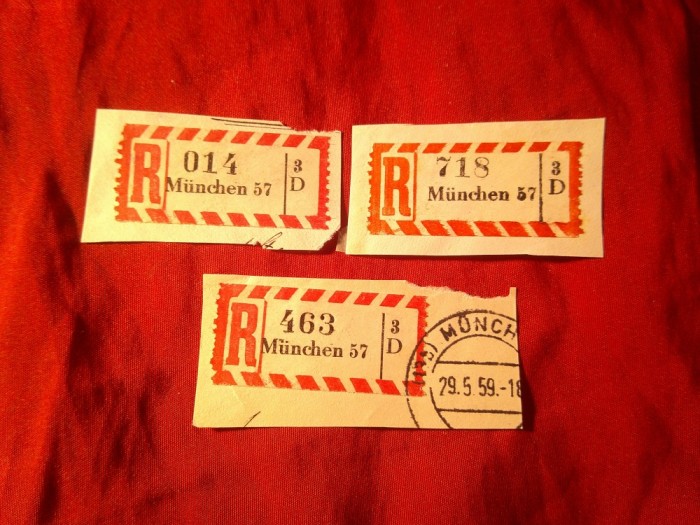 R 014 3
München 57 D
R 718 3
München 57 D
R 463 3
München 57 D
MÜNCH
29.5.59.-18